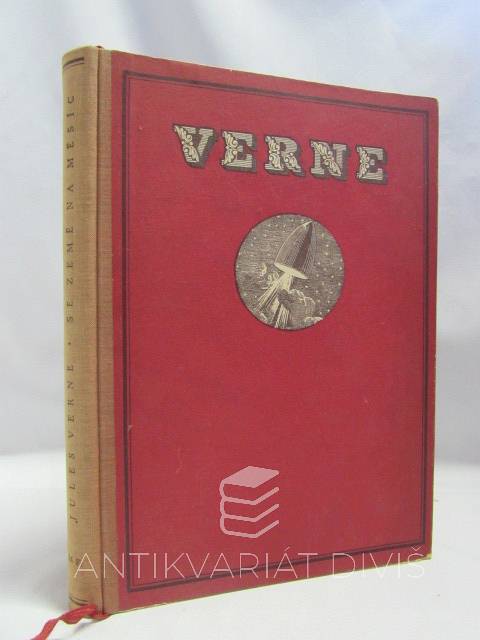 VERNE
JULES VERNE • SE ZEMĚ NA MĚSÍC
ANTIKVARIÁT DIVIŠ